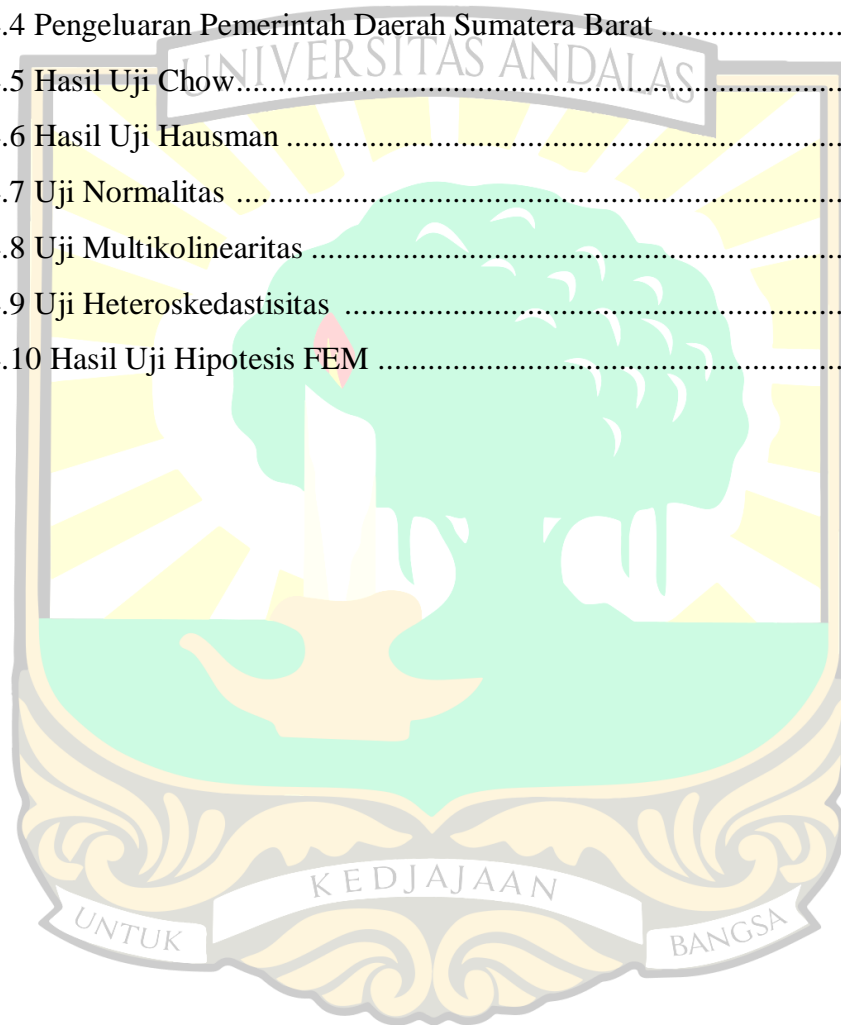 .4 Pengeluaran Pemerintah Daerah Sumatera Barat ......................
UNIVERSITAS ANDALAS
.5 Hasil Uji Chow.........................................................................
.6 Hasil Uji Hausman ...................................................................
.7 Uji Normalitas .........................................................................
.8 Uji Multikolinearitas ................................................................
.9 Uji Heteroskedastisitas ............................................................
.10 Hasil Uji Hipotesis FEM ........................................................
UNTUK KEDJAJAAN BANGSA